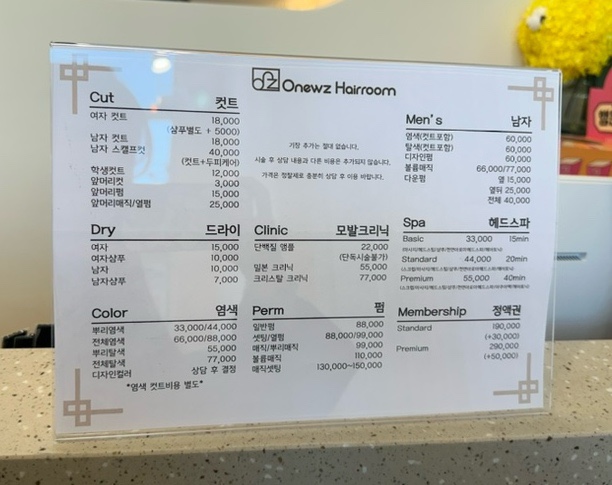 Onewz Hairroom
Cut 컷트
여자 컷트 18,000
(샴푸별도 + 5000)
남자 컷트 18,000
남자 스캘프컷 40,000
(컷트+두피케어)
학생컷트 12,000
앞머리컷 3,000
앞머리펌 15,000
앞머리매직/열펌 25,000
기장 추가는 절대 없습니다.
시술 후 상담 내용과 다른 비용은 추가되지 않습니다.
가격은 정찰제로 충분히 상담 후 이용 바랍니다.
Men's 남자
염색(컷트포함) 60,000
탈색(컷트포함) 60,000
디자인펌 60,000
볼륨매직 66,000/77,000
다운펌 옆 15,000
옆뒤 25,000
전체 40,000
Dry 드라이
여자 15,000
여자샴푸 10,000
남자 10,000
남자샴푸 7,000
Clinic 모발크리닉
단백질 앰플 22,000
(단독시술불가)
밀본 크리닉 55,000
크리스탈 크리닉 77,000
Spa 헤드스파
Basic 33,000 15min
Standard 44,000 20min
Premium 55,000 40min
Color 염색
뿌리염색 33,000/44,000
전체염색 66,000/88,000
뿌리탈색 55,000
전체탈색 77,000
디자인컬러 상담 후 결정
*염색 컷트비용 별도*
Perm 펌
일반펌 88,000
셋팅/열펌 88,000/99,000
매직/뿌리매직 99,000
볼륨매직 110,000
매직셋팅 130,000~150,000
Membership 정액권
Standard 190,000
(+30,000)
Premium 290,000
(+50,000)